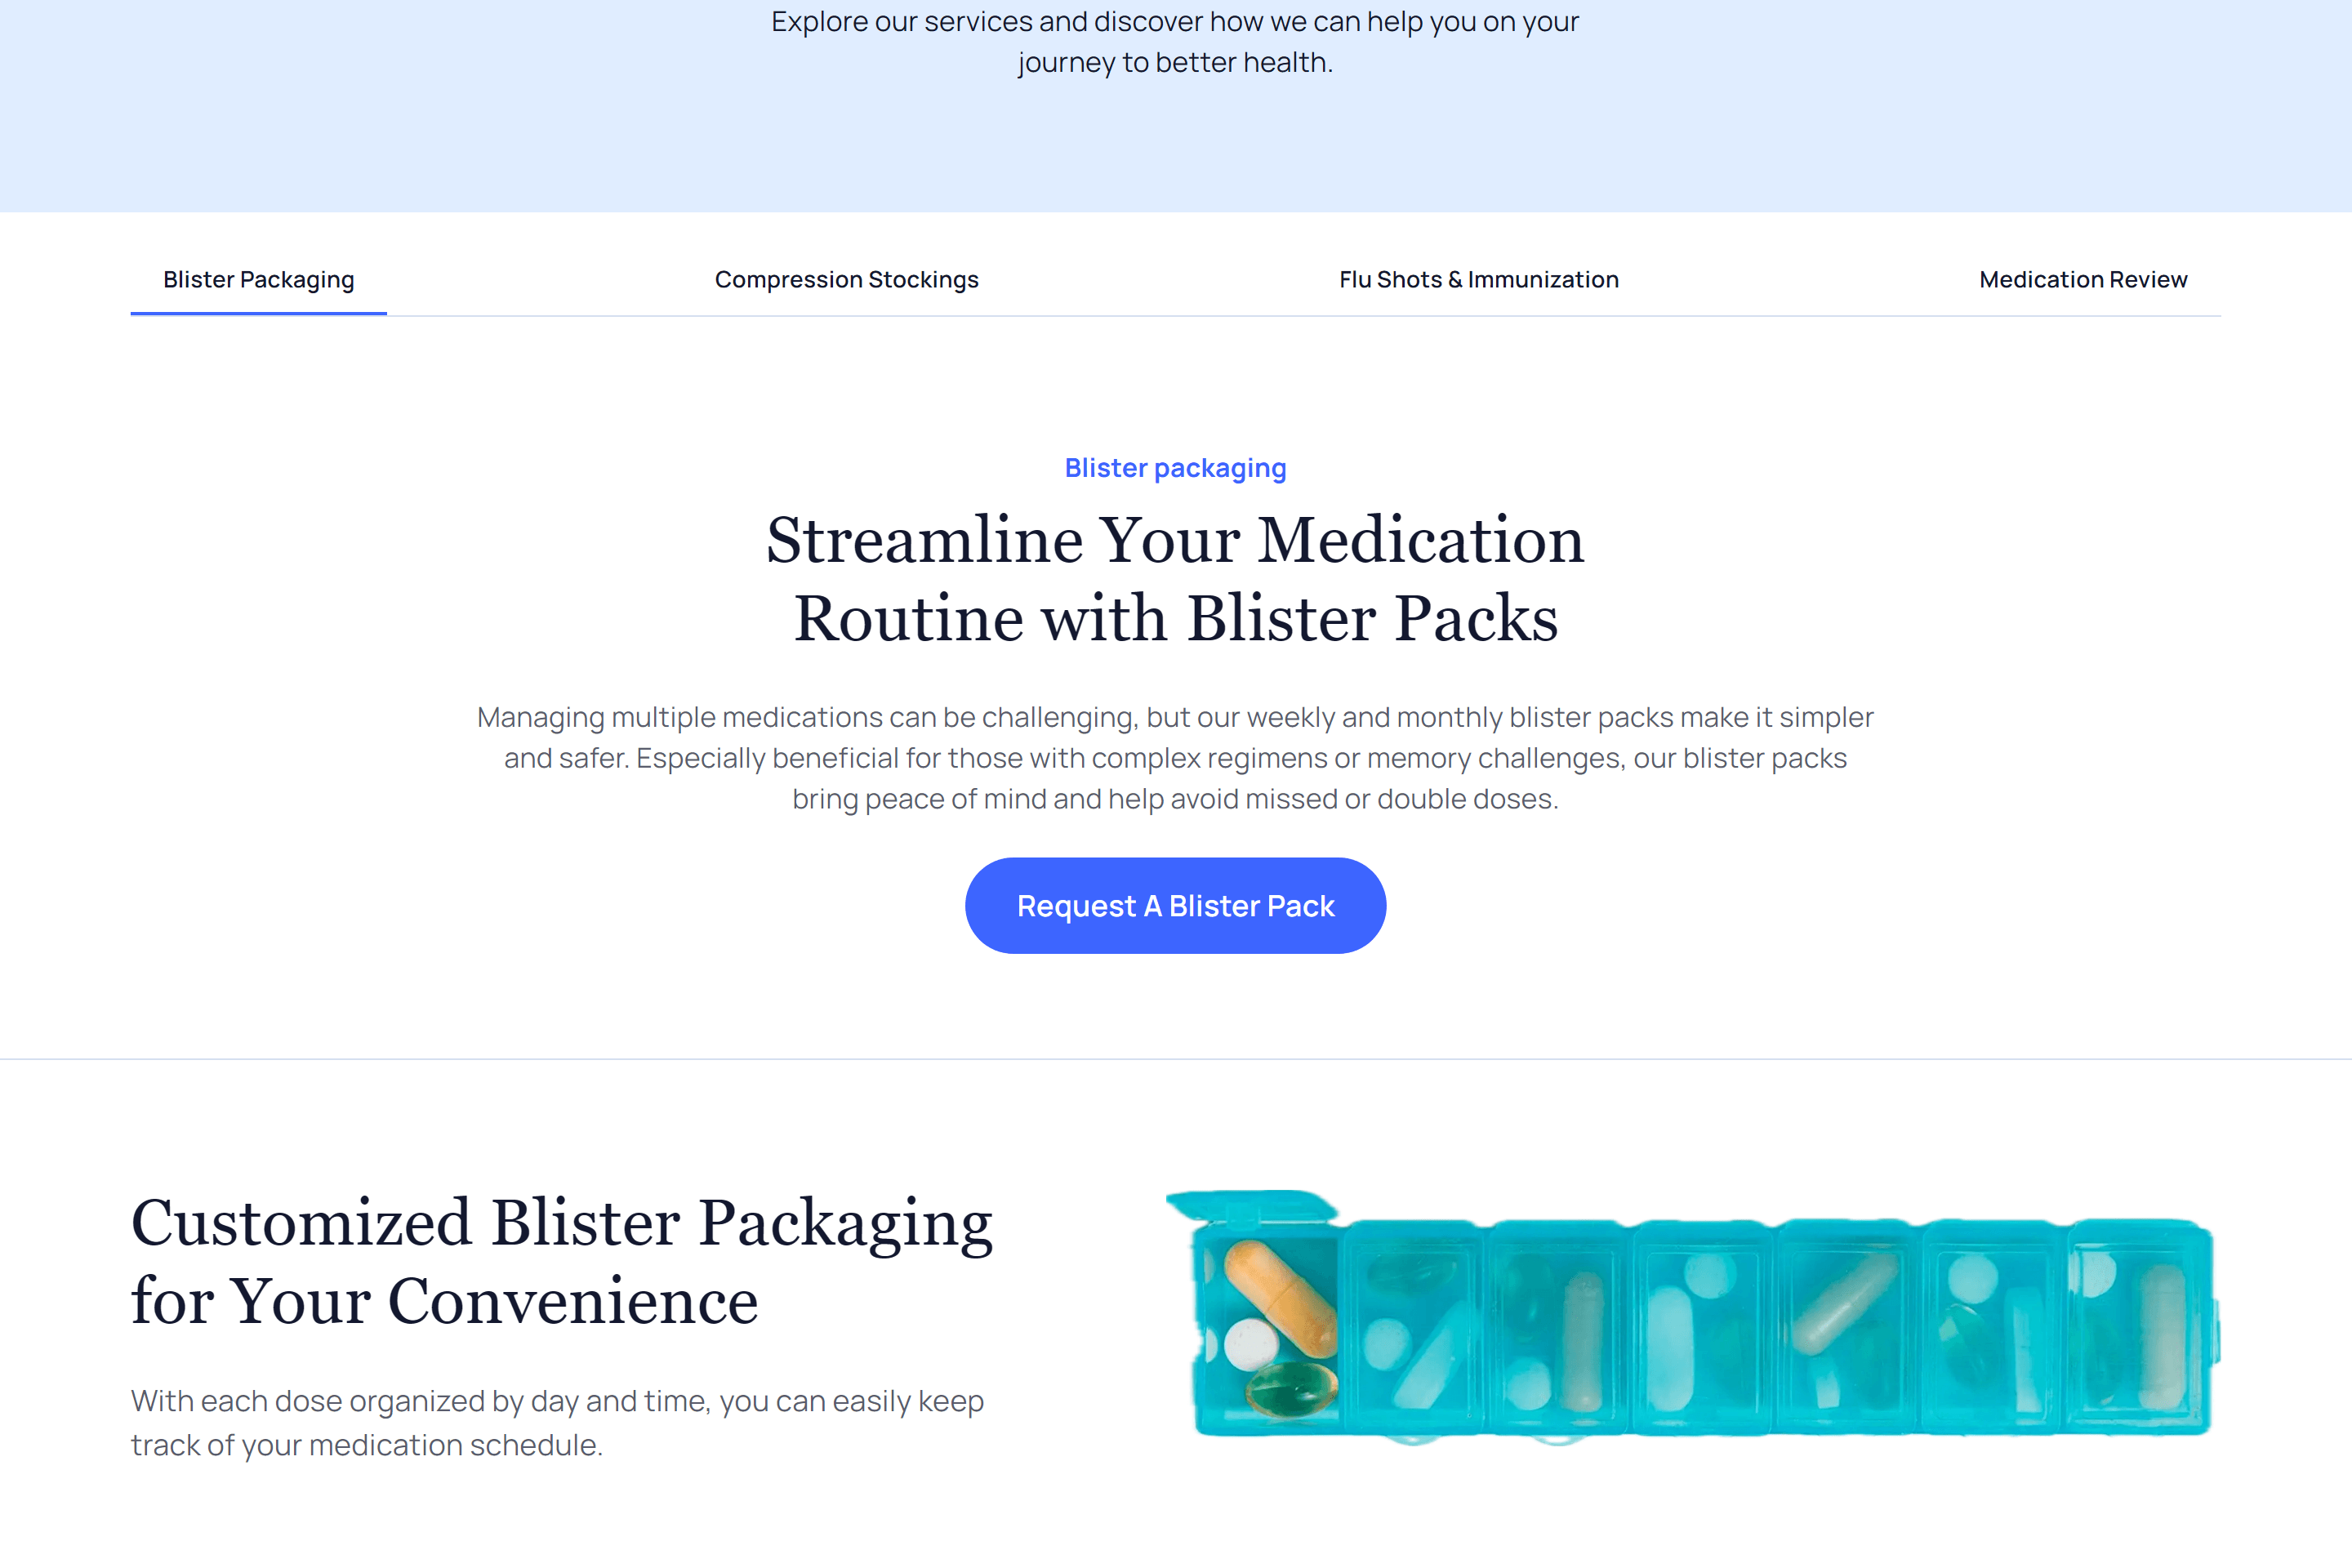 Explore our services and discover how we can help you on your
journey to better health.
Blister Packaging
Compression Stockings
Flu Shots & Immunization
Medication Review
Blister packaging
Streamline Your Medication
Routine with Blister Packs
Managing multiple medications can be challenging, but our weekly and monthly blister packs make it simpler
and safer. Especially beneficial for those with complex regimens or memory challenges, our blister packs
bring peace of mind and help avoid missed or double doses.
Request A Blister Pack
Customized Blister Packaging
for Your Convenience
With each dose organized by day and time, you can easily keep
track of your medication schedule.